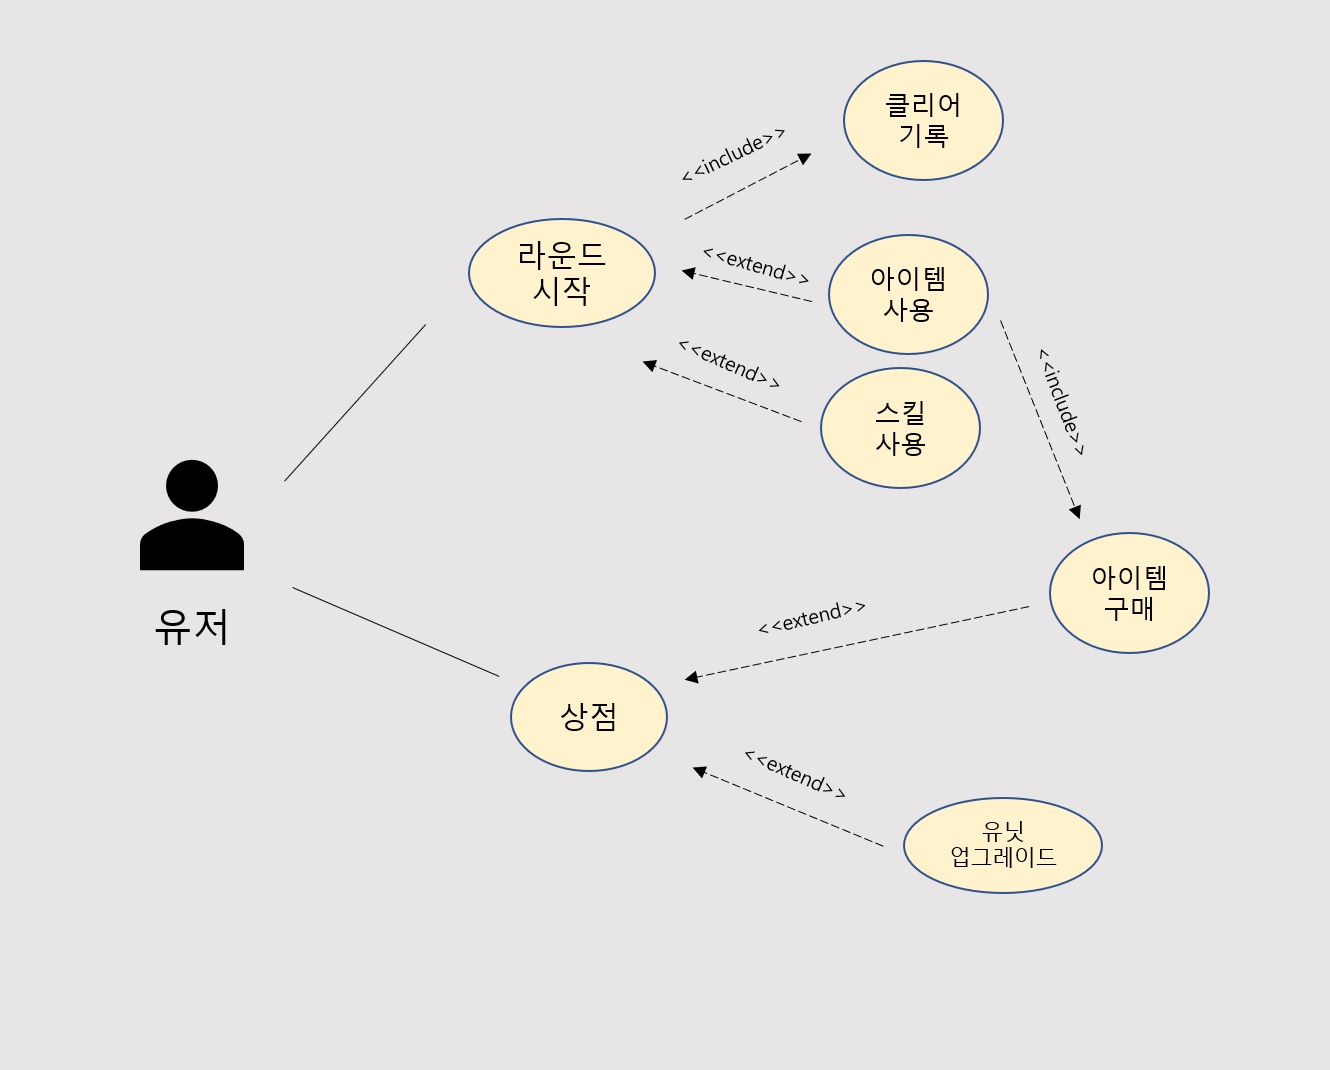 클리어
기록
<<include>>
라운드
시작
<<extend>>
아이템
사용
<<extend>>
스킬
사용
<<include>>
유저
아이템
구매
<<extend>>
상점
<<extend>>
유닛
업그레이드